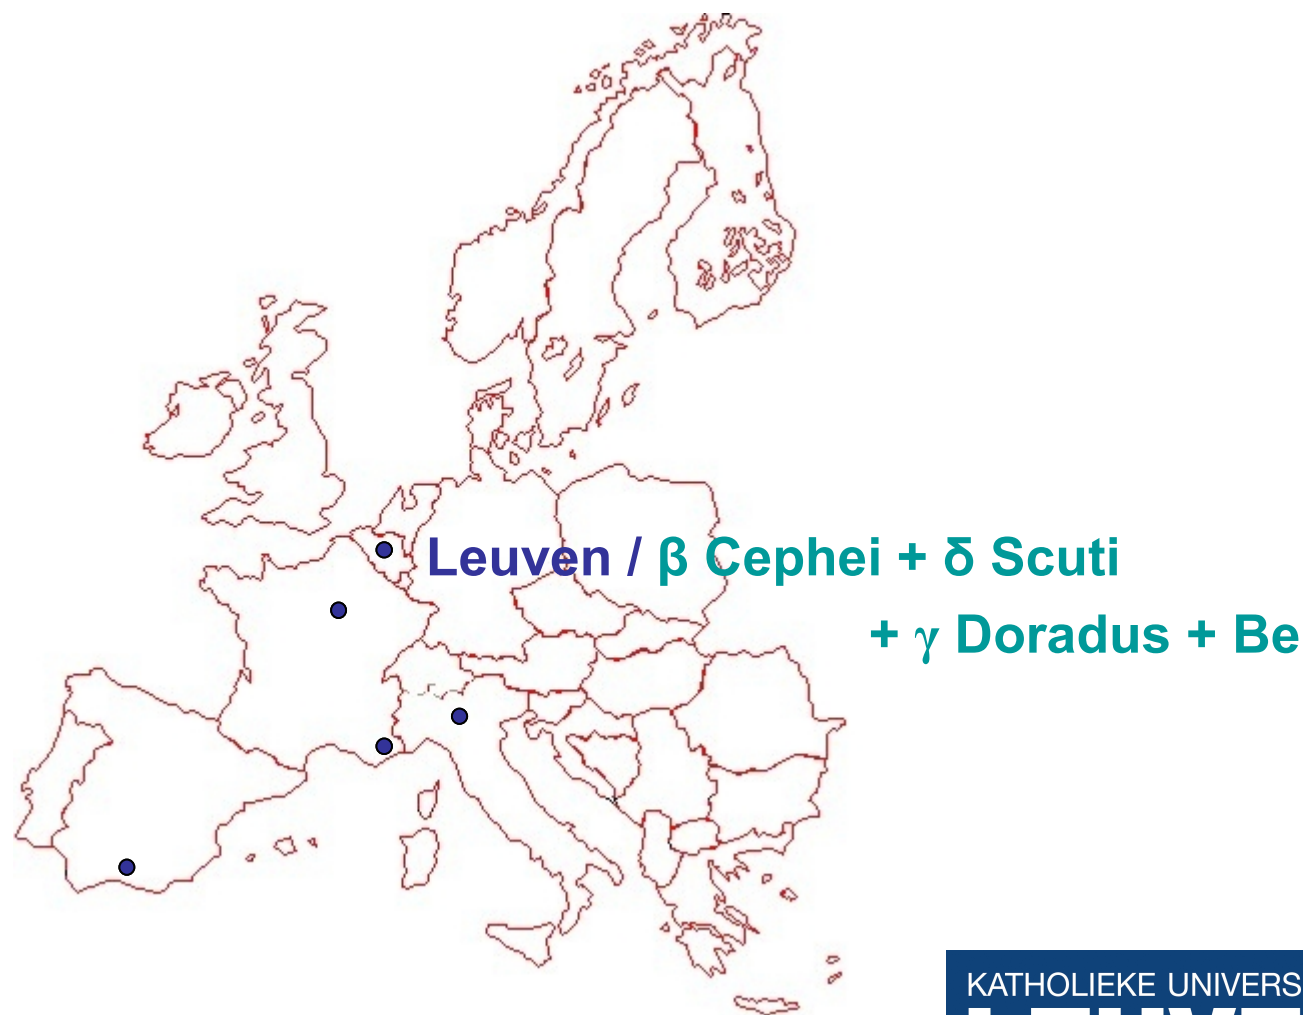 Leuven / β Cephei + δ Scuti
+ γ Doradus + Be
KATHOLIEKE UNIVERS